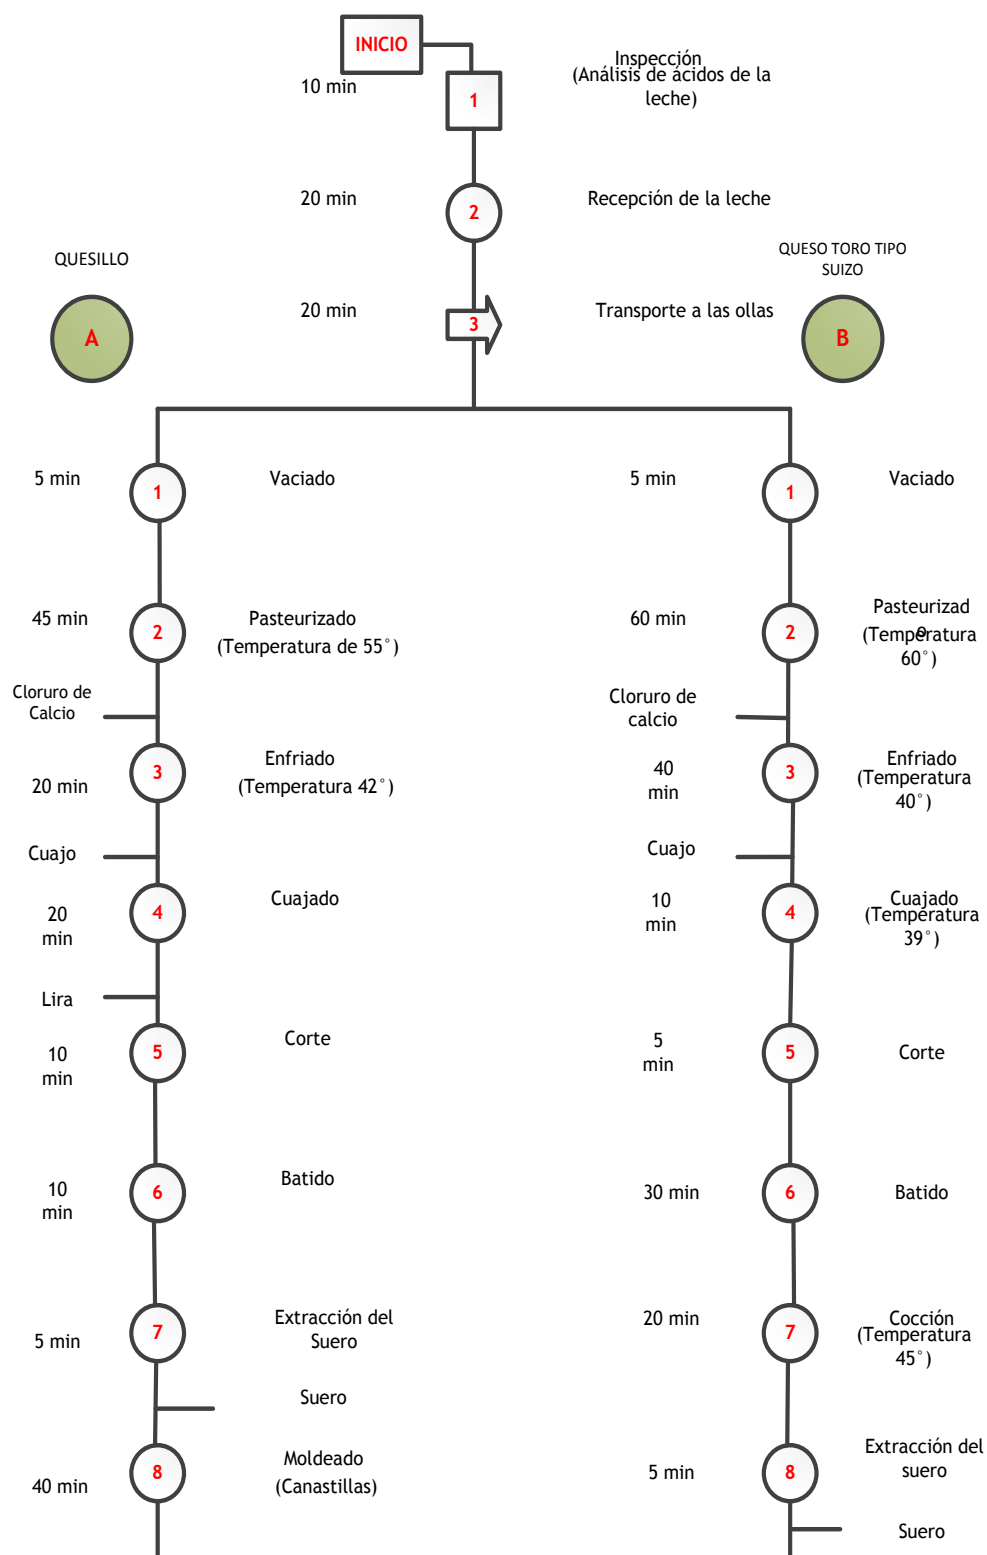 INICIO
10 min
1
Inspección
(Análisis de ácidos de la
leche)
20 min
2
Recepción de la leche
QUESILLO
A
20 min
3
Transporte a las ollas
QUESO TORO TIPO
SUIZO
B
5 min
1
Vaciado
45 min
2
Pasteurizado
(Temperatura de 55°)
Cloruro de
Calcio
20 min
3
Enfriado
(Temperatura 42°)
Cuajo
20
min
4
Cuajado
Lira
10
min
5
Corte
10
min
6
Batido
5 min
7
Extracción del
Suero
Suero
40 min
8
Moldeado
(Canastillas)
5 min
1
Vaciado
60 min
2
Pasteurizad
o
(Temperatura
60°)
Cloruro de
calcio
40
min
3
Enfriado
(Temperatura
40°)
Cuajo
10
min
4
Cuajado
(Temperatura
39°)
5
min
5
Corte
30 min
6
Batido
20 min
7
Cocción
(Temperatura
45°)
5 min
8
Extracción del
suero
Suero